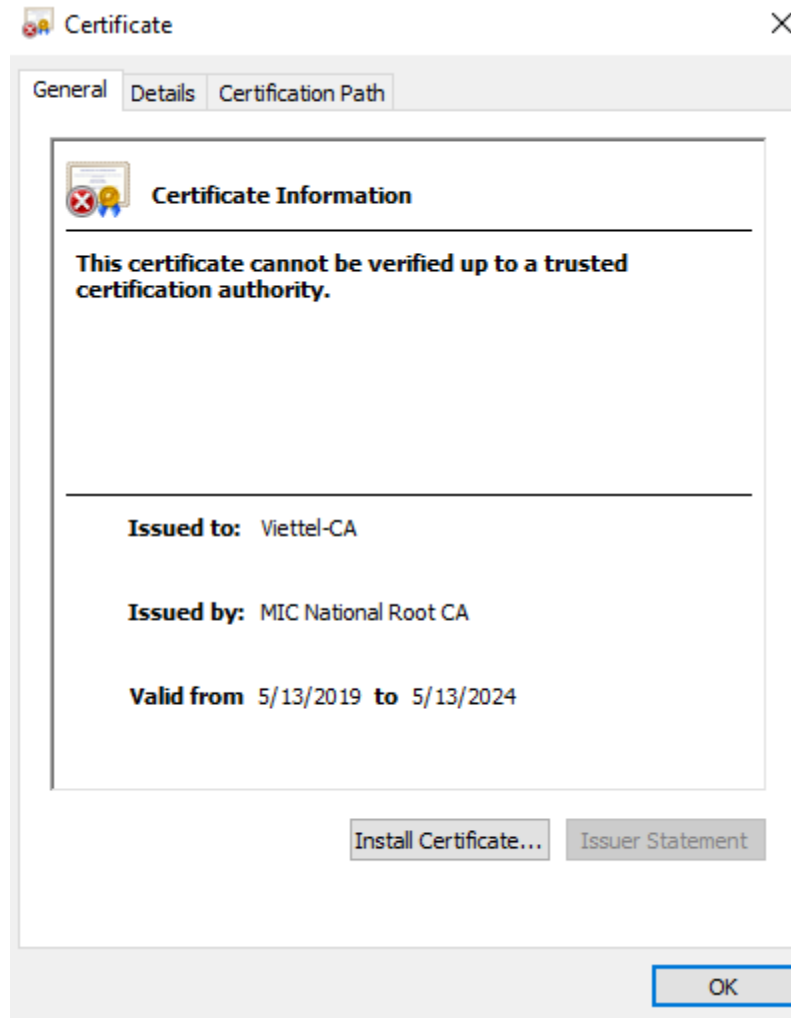 Certificate
General Details Certification Path
Certificate Information
This certificate cannot be verified up to a trusted
certification authority.
Issued to: Viettel-CA
Issued by: MIC National Root CA
Valid from 5/13/2019 to 5/13/2024
Install Certificate... Issuer Statement
OK